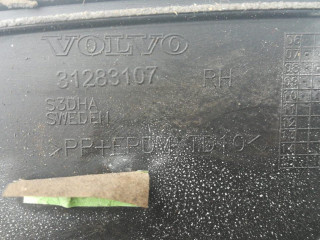 VOLVO
31283107 RH
S3DHA
SWEDEN
>PP+EPDM-TD10<